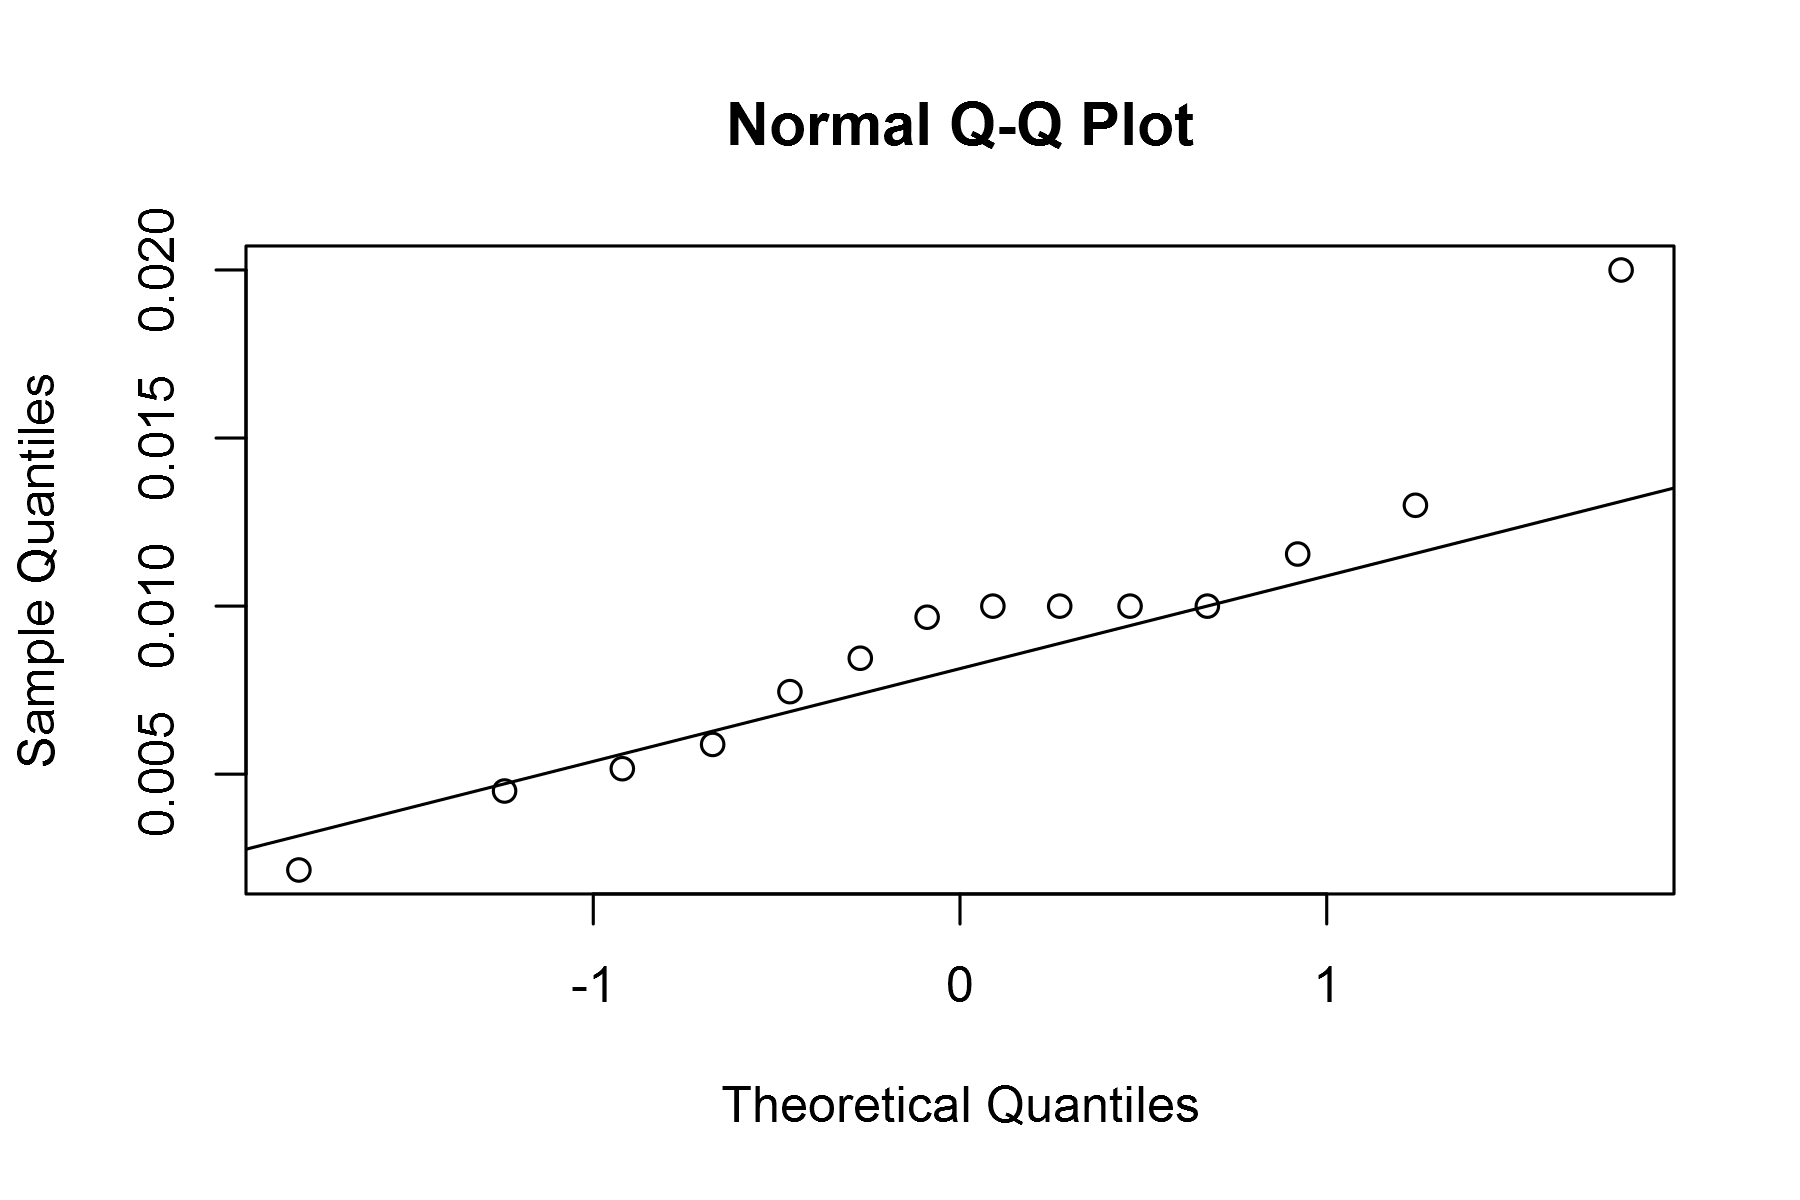 Normal Q-Q Plot
Sample Quantiles
0.020
0.015
0.010
0.005
-1 0 1
Theoretical Quantiles